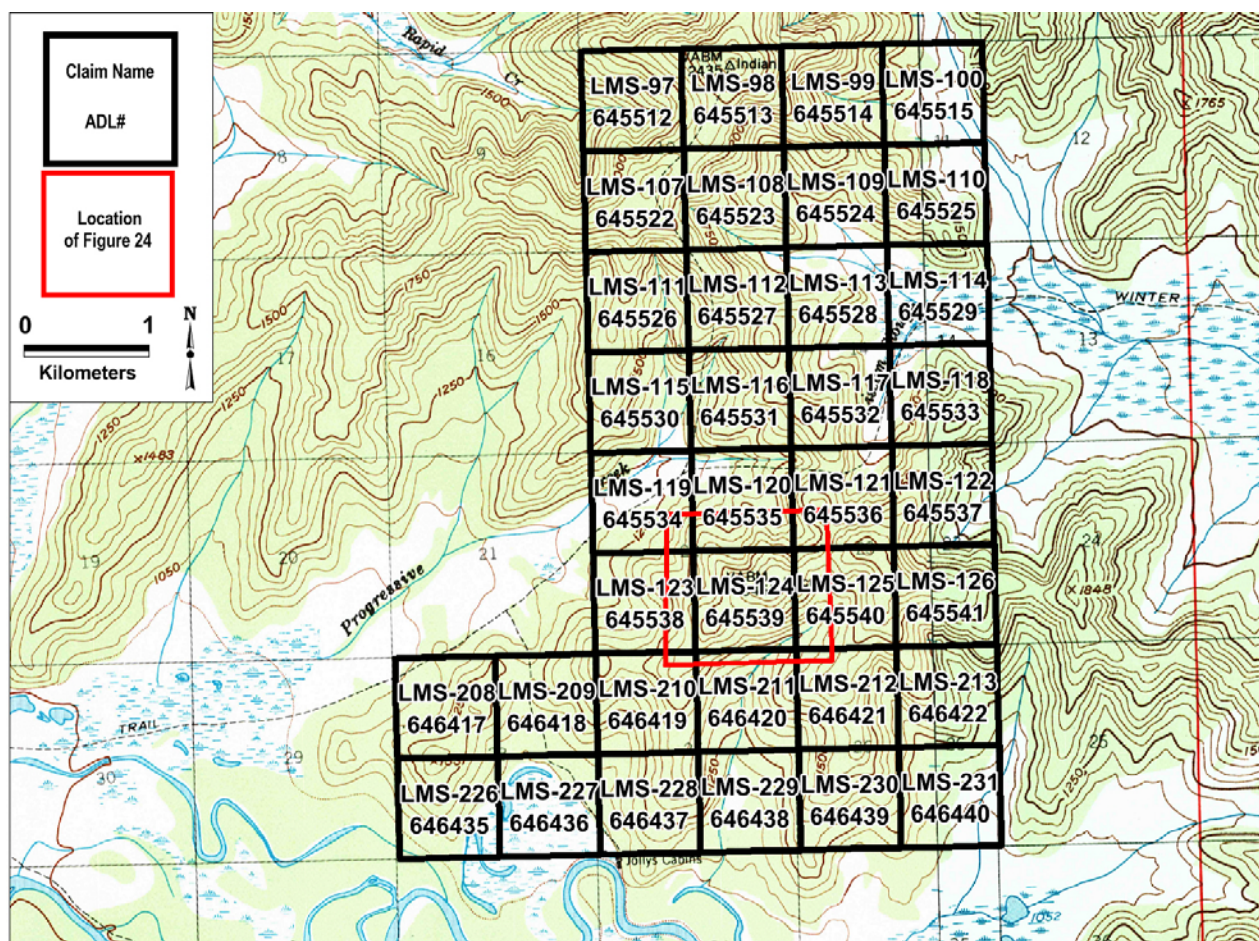 Claim Name
ADL#
Location
of Figure 24
0 1
Kilometers
N
Rapid
Cr
1500
Indian
LMS-97 LMS-98 LMS-99 LMS-100
645512 645513 645514 645515
1765
8 9 11 12
LMS-107 LMS-108 LMS-109 LMS-110
645522 645523 645524 645525
1500 1750
LMS-111 LMS-112 LMS-113 LMS-114
645526 645527 645528 645529
WINTER
17 16 14 13
1250
LMS-115 LMS-116 LMS-117 LMS-118
645530 645531 645532 645533
1250
1250
1483
LMS-119 LMS-120 LMS-121 LMS-122
645534 645535 645536 645537
19 20 21 24
1050
Progressive
LMS-123 LMS-124 LMS-125 LMS-126
645538 645539 645540 645541
1848
LMS-208 LMS-209 LMS-210 LMS-211 LMS-212 LMS-213
646417 646418 646419 646420 646421 646422
TRAIL
30 29 25
1250
LMS-226 LMS-227 LMS-228 LMS-229 LMS-230 LMS-231
646435 646436 646437 646438 646439 646440
Jollys Cabins
1052